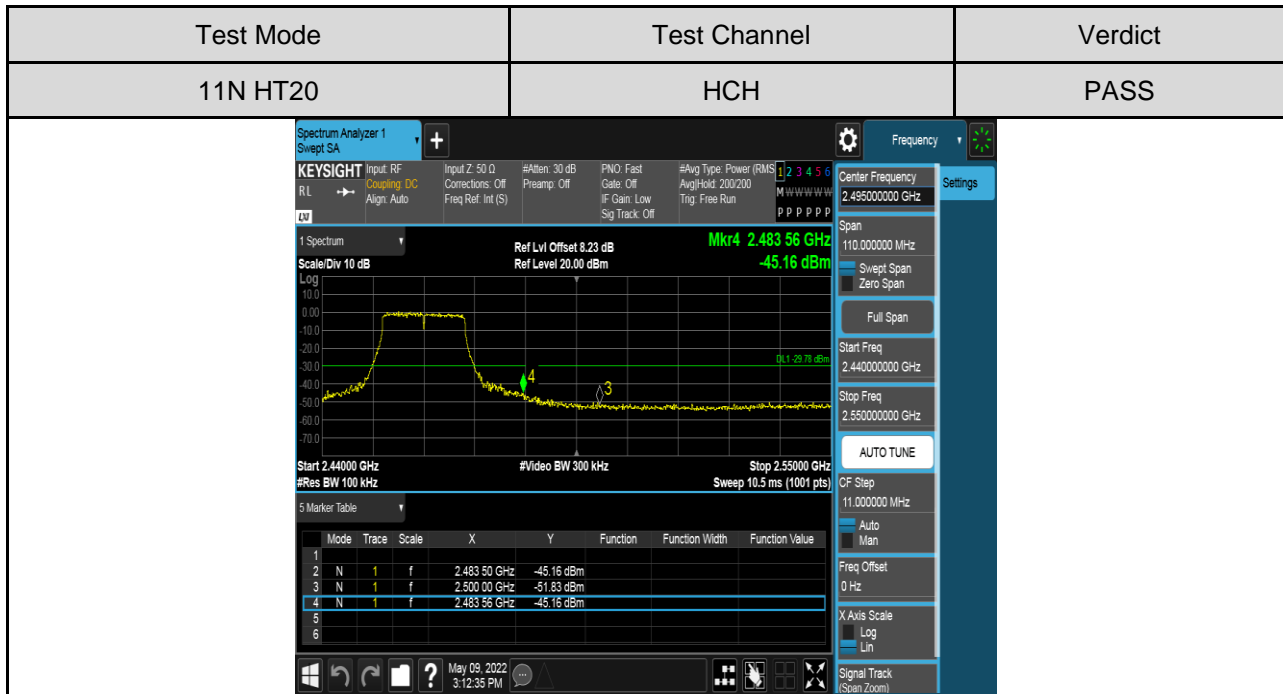 Test Mode Test Channel Verdict
11N HT20 HCH PASS
Spectrum Analyzer 1
Swept SA
+
Frequency
KEYSIGHT Input: RF Input Z: 50 Ω #Atten: 30 dB PNO: Fast #Avg Type: Power (RMS 1 2 3 4 5 6
RL Coupling: DC Corrections: Off Preamp: Off Gate: Off Avg|Hold: 200/200 M W W W W W
Align: Auto Freq Ref: Int (S) IF Gain: Low Trig: Free Run
LXI Sig Track: Off P P P P P P
1 Spectrum
Ref Lvl Offset 8.23 dB Mkr4 2.483 56 GHz
Scale/Div 10 dB Ref Level 20.00 dBm -45.16 dBm
Log
10.0
0.00
-10.0
-20.0
DL1 -29.78 dBm
-30.0
4
-40.0
3
-50.0
-60.0
-70.0
Start 2.44000 GHz #Video BW 300 kHz Stop 2.55000 GHz
#Res BW 100 kHz Sweep 10.5 ms (1001 pts)
5 Marker Table
Mode Trace Scale X Y Function Function Width Function Value
1
2 N 1 f 2.483 50 GHz -45.16 dBm
3 N 1 f 2.500 00 GHz -51.83 dBm
4 N 1 f 2.483 56 GHz -45.16 dBm
5
6
? May 09, 2022
3:12:35 PM
Center Frequency
2.495000000 GHz
Settings
Span
110.000000 MHz
Swept Span
Zero Span
Full Span
Start Freq
2.440000000 GHz
Stop Freq
2.550000000 GHz
AUTO TUNE
CF Step
11.000000 MHz
Auto
Man
Freq Offset
0 Hz
X Axis Scale
Log
Lin
Signal Track
(Span Zoom)